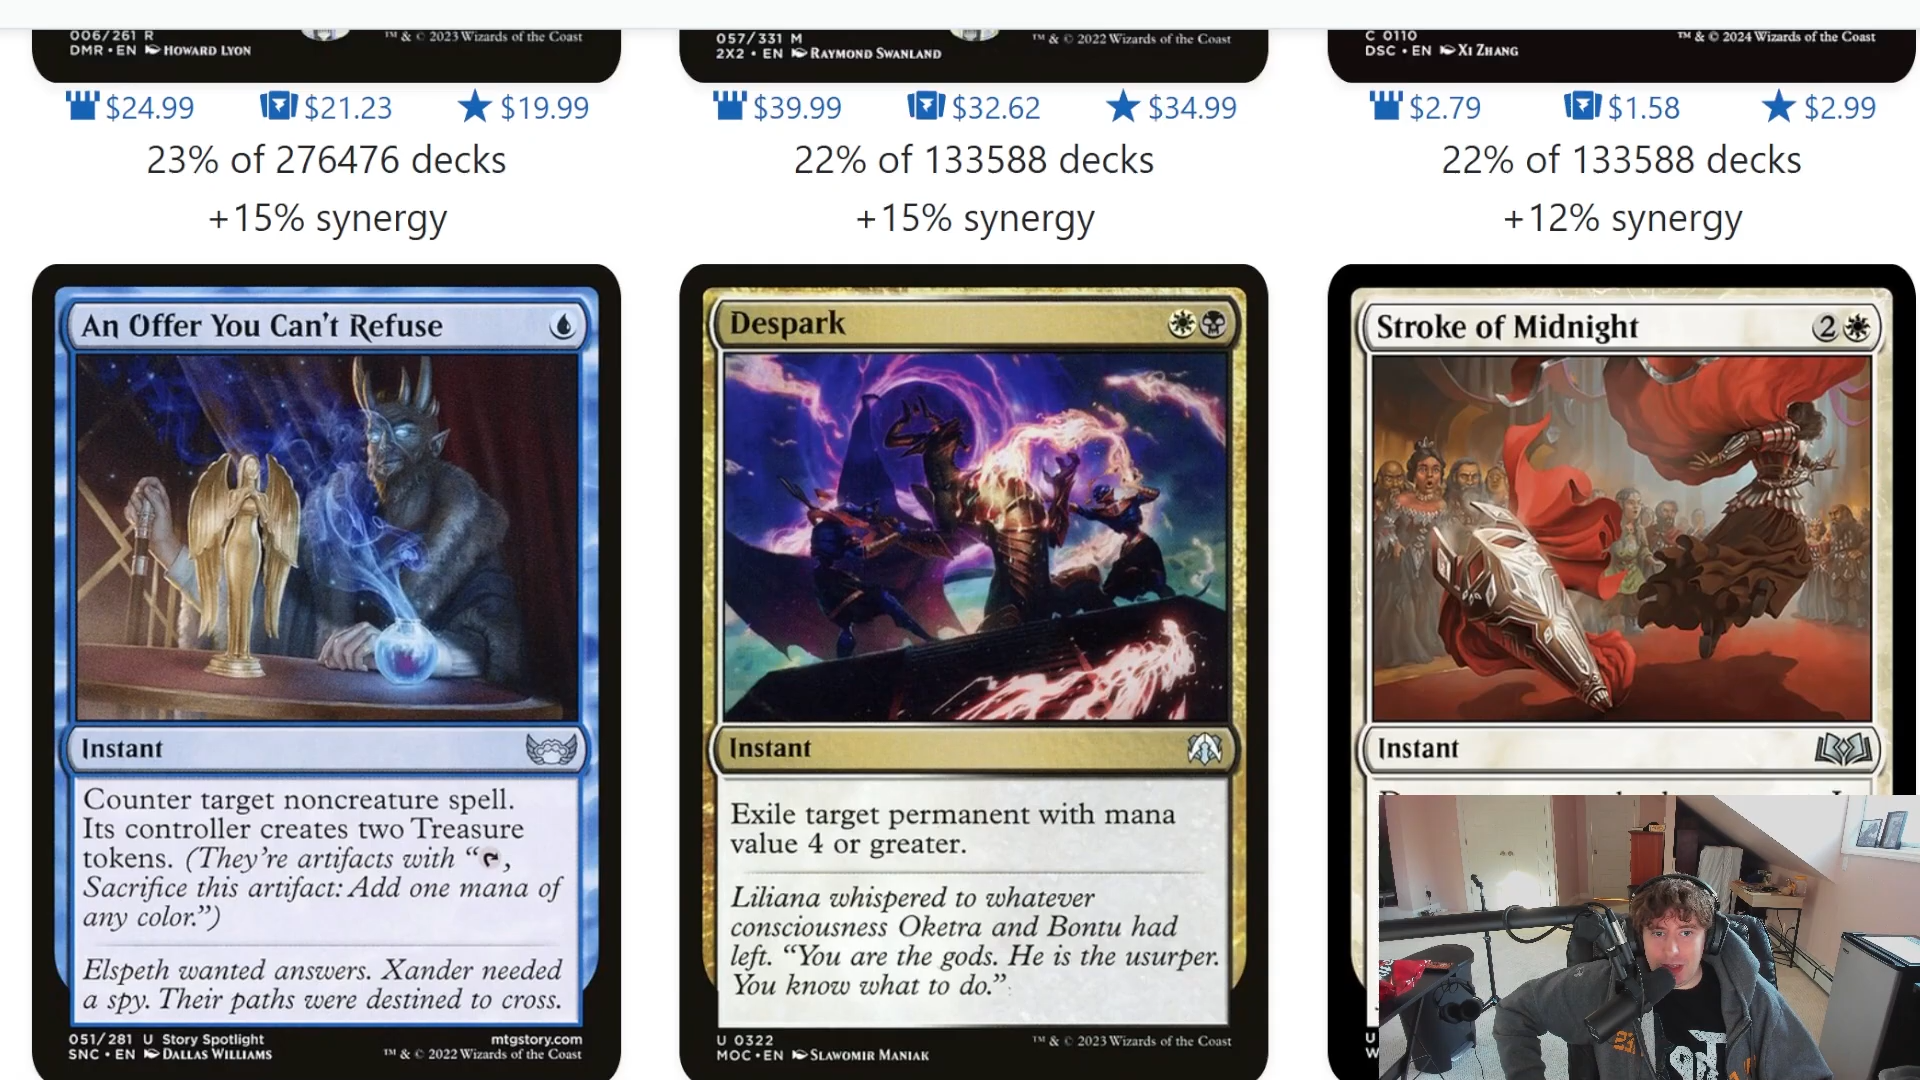 006/261 R
DMR • EN HOWARD LYON
™ & © 2023 Wizards of the Coast
057/331 M
2X2 • EN RAYMOND SWANLAND
™ & © 2022 Wizards of the Coast
C 0110
DSC • EN XI ZHANG
™ & © 2024 Wizards of the Coast
$24.99 $21.23 $19.99
23% of 276476 decks
+15% synergy
$39.99 $32.62 $34.99
22% of 133588 decks
+15% synergy
$2.79 $1.58 $2.99
22% of 133588 decks
+12% synergy
An Offer You Can't Refuse
Instant
Counter target noncreature spell.
Its controller creates two Treasure
tokens. (They're artifacts with “,
Sacrifice this artifact: Add one mana of
any color.”)
Elspeth wanted answers. Xander needed
a spy. Their paths were destined to cross.
051/281 U Story Spotlight
SNC • EN DALLAS WILLIAMS
mtgstory.com
™ & © 2022 Wizards of the Coast
Despark
Instant
Exile target permanent with mana
value 4 or greater.
Liliana whispered to whatever
consciousness Oketra and Bontu had
left. “You are the gods. He is the usurper.
You know what to do.”
U 0322
MOC • EN SLAWOMIR MANIAK
™ & © 2023 Wizards of the Coast
Stroke of Midnight
2
Instant
U
W